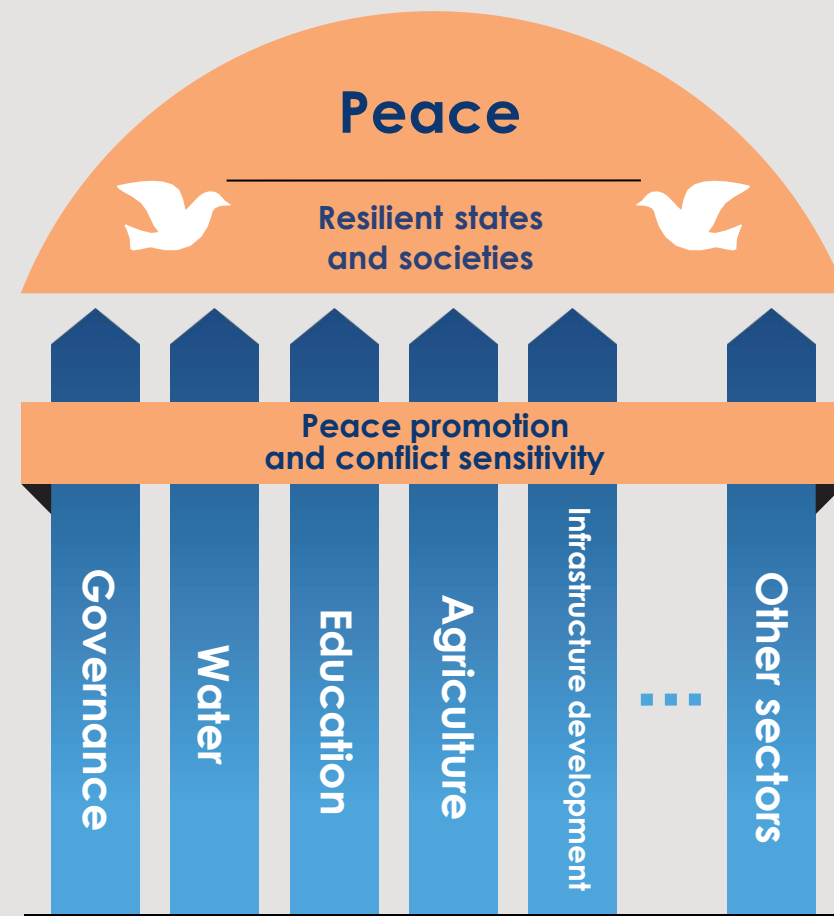 Peace
Resilient states
and societies
Peace promotion
and conflict sensitivity
Governance
Water
Education
Agriculture
Infrastructure development
...
Other sectors